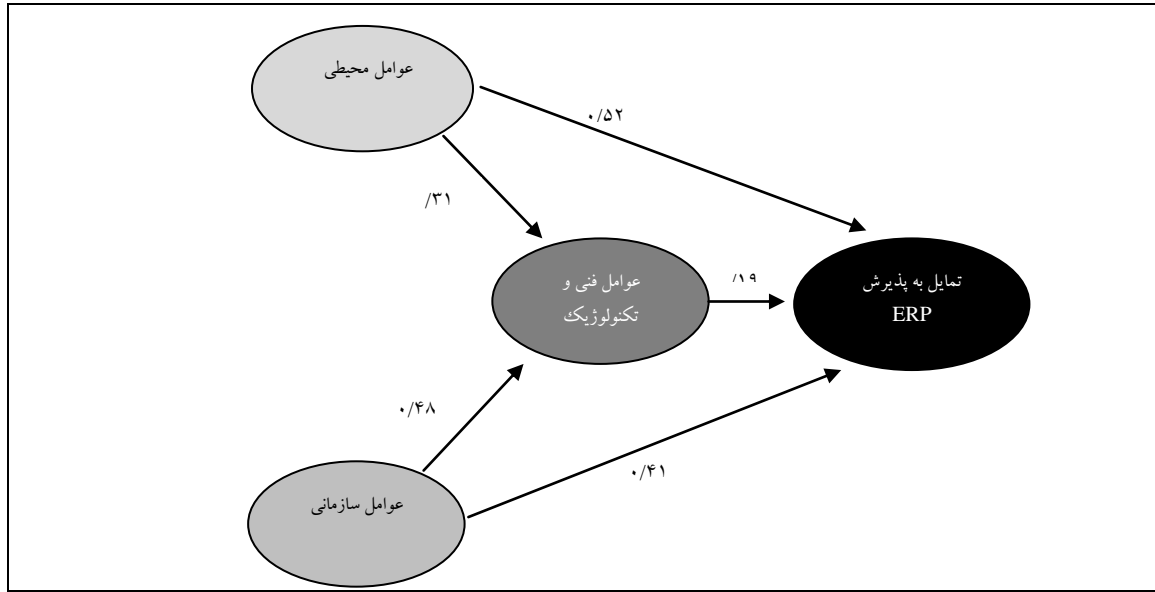 عوامل محیطی
۰/۵۲
/۳۱
عوامل فنی و
تکنولوژیک
/۱۹
تمایل به پذیرش
ERP
۰/۴۸
۰/۴۱
عوامل سازمانی